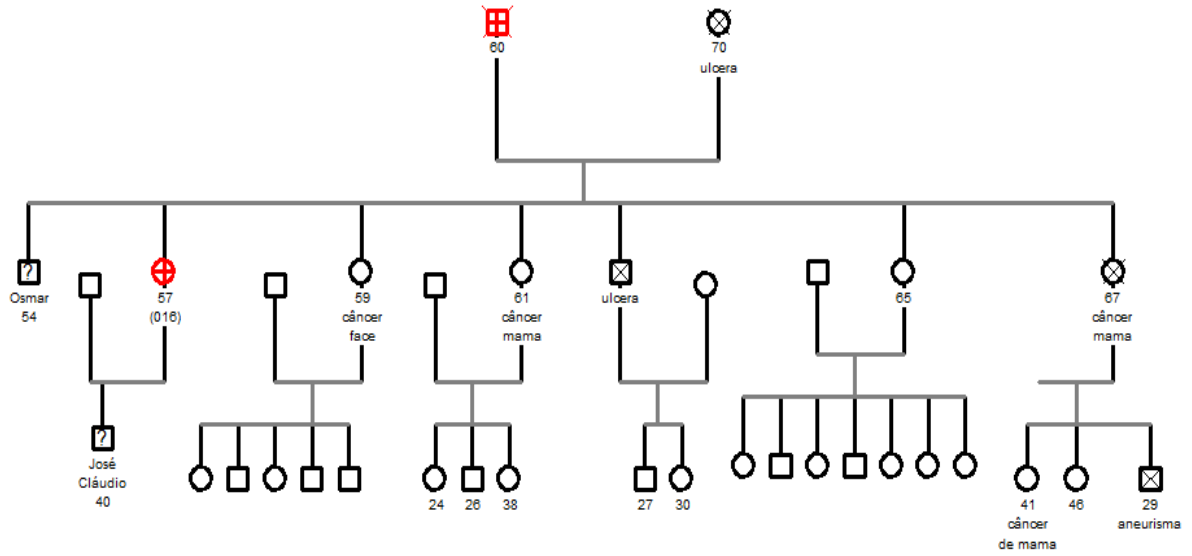 60
70
ulcera
?
Osmar
54
57
(016)
59
câncer
face
61
câncer
mama
ulcera
65
67
câncer
mama
?
José
Cláudio
40
24
26
38
27
30
41
câncer
de mama
46
29
aneurisma